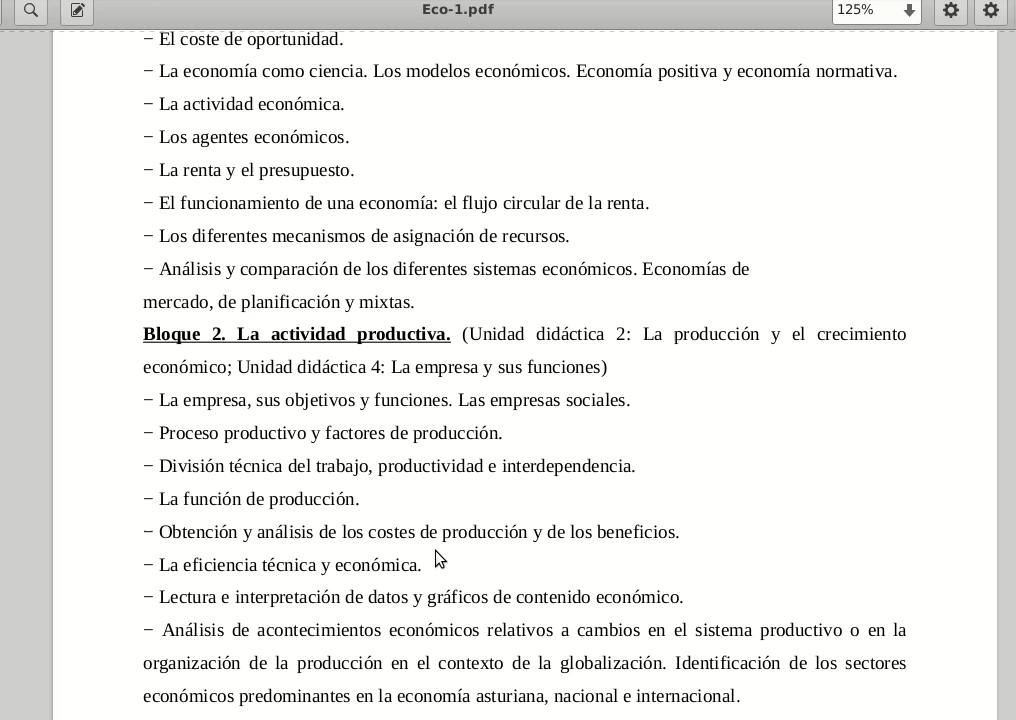 Eco-1.pdf
125%
− El coste de oportunidad.
− La economía como ciencia. Los modelos económicos. Economía positiva y economía normativa.
− La actividad económica.
− Los agentes económicos.
− La renta y el presupuesto.
− El funcionamiento de una economía: el flujo circular de la renta.
− Los diferentes mecanismos de asignación de recursos.
− Análisis y comparación de los diferentes sistemas económicos. Economías de
mercado, de planificación y mixtas.
Bloque 2. La actividad productiva. (Unidad didáctica 2: La producción y el crecimiento
económico; Unidad didáctica 4: La empresa y sus funciones)
− La empresa, sus objetivos y funciones. Las empresas sociales.
− Proceso productivo y factores de producción.
− División técnica del trabajo, productividad e interdependencia.
− La función de producción.
− Obtención y análisis de los costes de producción y de los beneficios.
− La eficiencia técnica y económica.
− Lectura e interpretación de datos y gráficos de contenido económico.
− Análisis de acontecimientos económicos relativos a cambios en el sistema productivo o en la
organización de la producción en el contexto de la globalización. Identificación de los sectores
económicos predominantes en la economía asturiana, nacional e internacional.